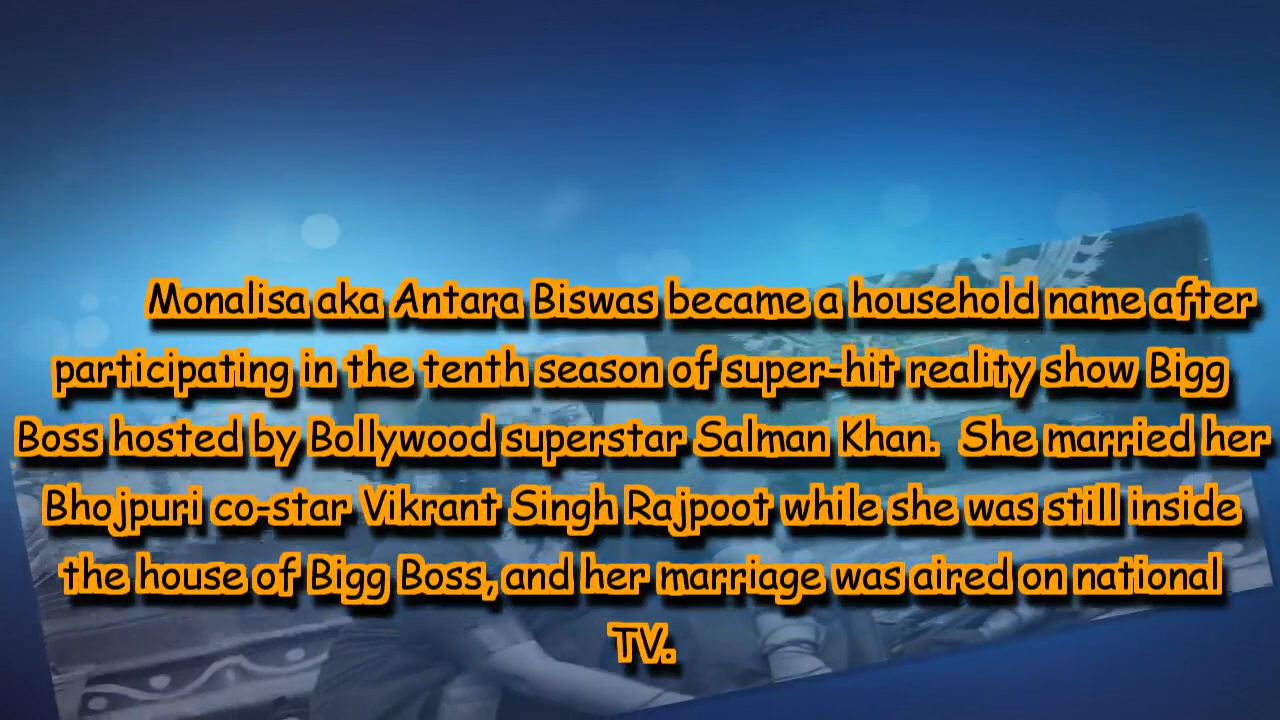 Monalisa aka Antara Biswas became a household name after
participating in the tenth season of super-hit reality show Bigg
Boss hosted by Bollywood superstar Salman Khan.  She married her
Bhojpuri co-star Vikrant Singh Rajpoot while she was still inside
the house of Bigg Boss, and her marriage was aired on national
TV.